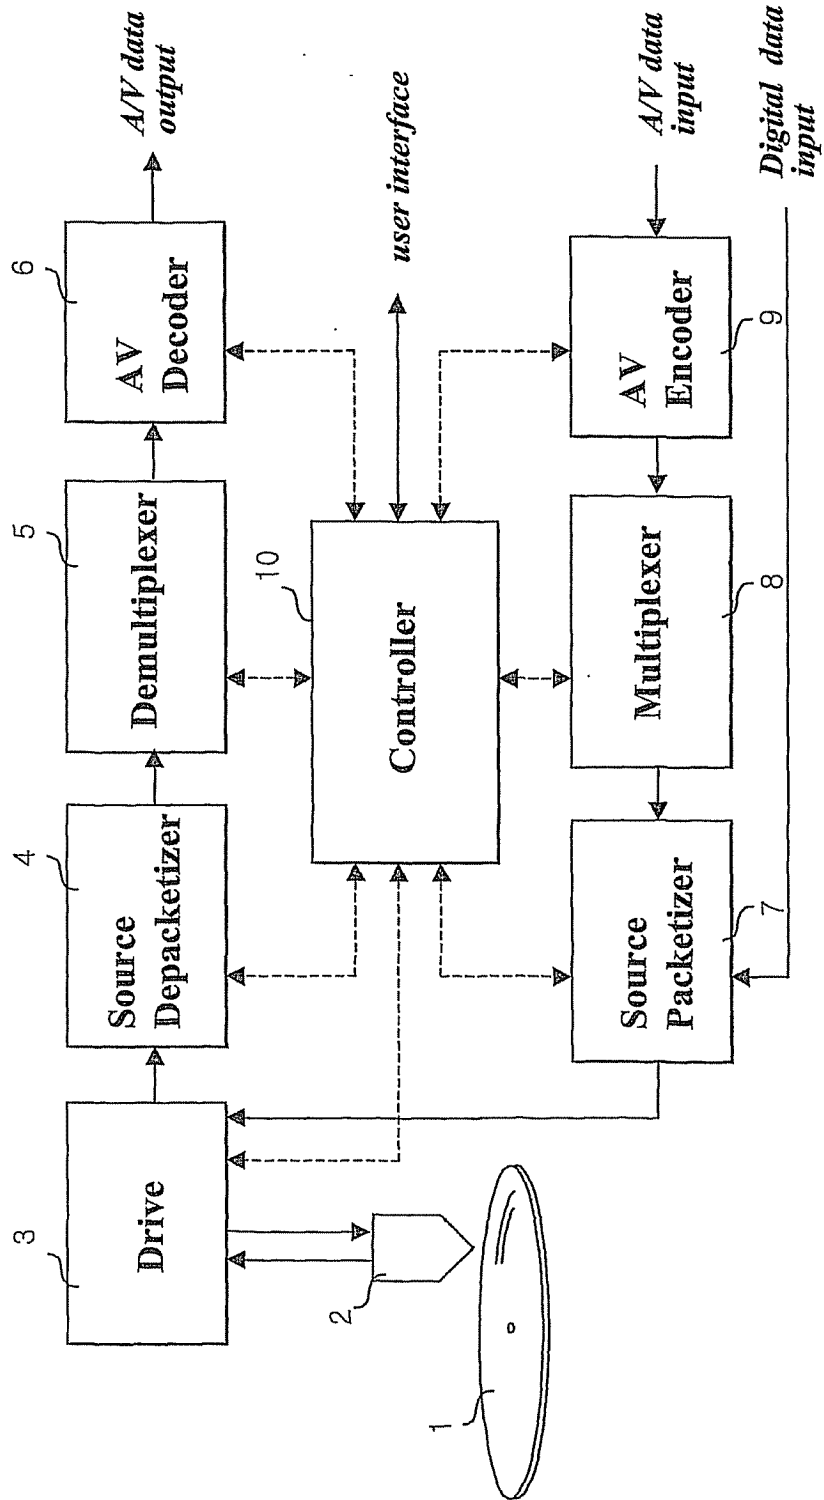 3
4
5
6
Drive
Source
Depacketizer
Demultiplexer
AV
Decoder
A/V data
output
2
10
Controller
user interface
1
Source
Packetizer
Multiplexer
AV
Encoder
A/V data
input
7
8
9
Digital data
input